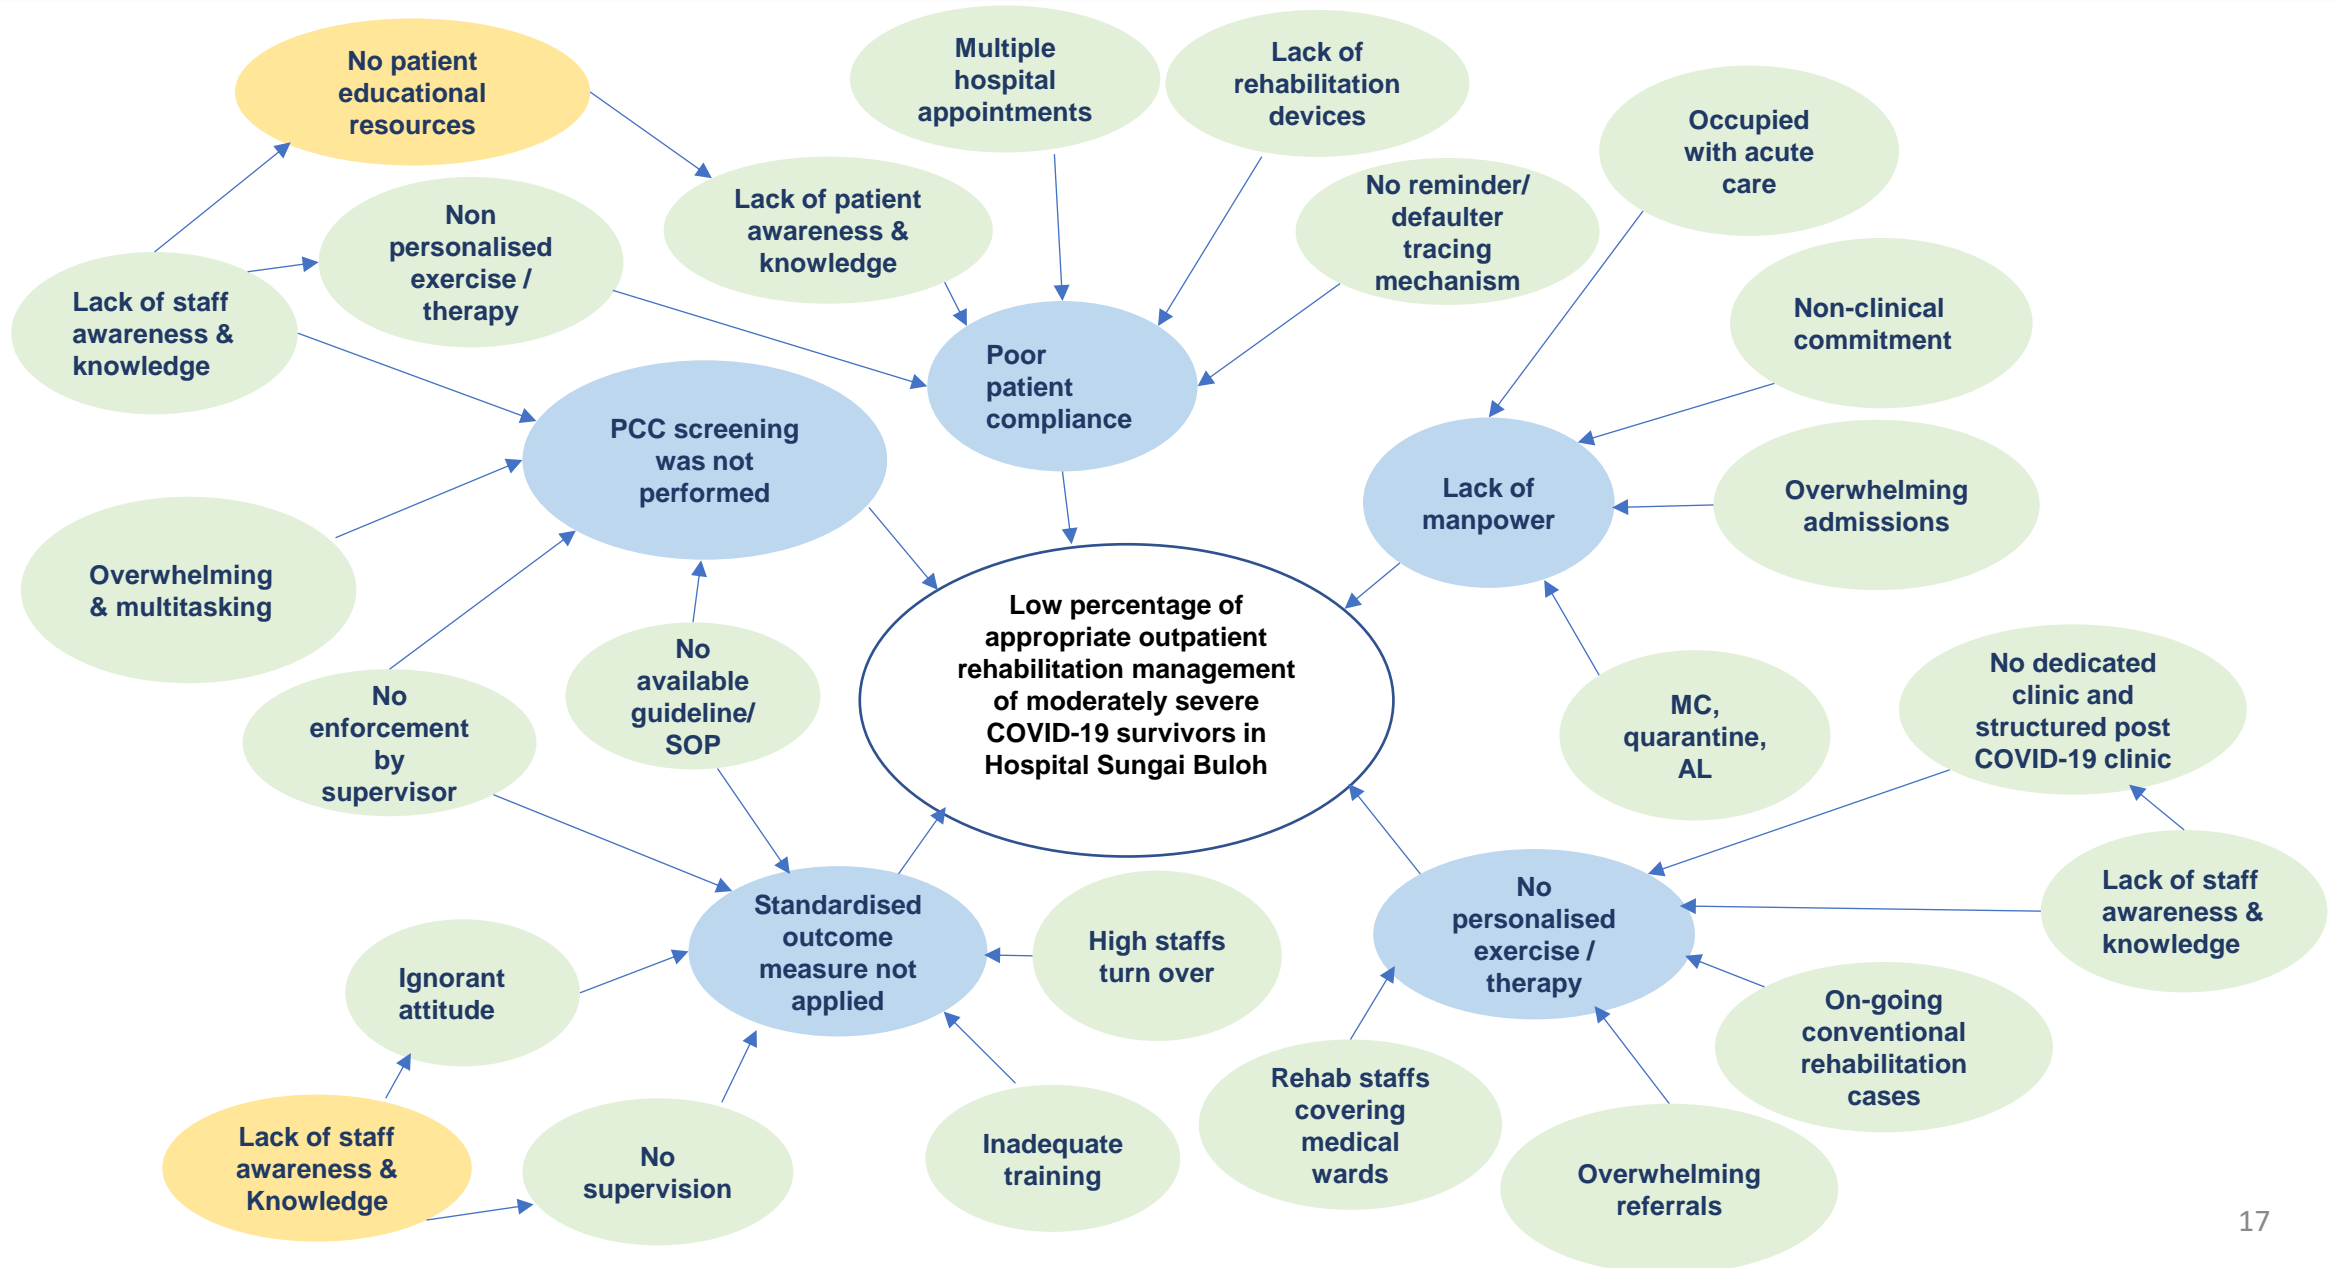 No patient
educational
resources
Multiple
hospital
appointments
Lack of
rehabilitation
devices
Occupied
with acute
care
Non
personalised
exercise /
therapy
Lack of patient
awareness &
knowledge
No reminder/
defaulter
tracing
mechanism
Lack of staff
awareness &
knowledge
Non-clinical
commitment
Poor
patient
compliance
PCC screening
was not
performed
Lack of
manpower
Overwhelming
admissions
Overwhelming
& multitasking
No
enforcement
by
supervisor
No
available
guideline/
SOP
Low percentage of
appropriate outpatient
rehabilitation management
of moderately severe
COVID-19 survivors in
Hospital Sungai Buloh
MC,
quarantine,
AL
No dedicated
clinic and
structured post
COVID-19 clinic
Standardised
outcome
measure not
applied
High staffs
turn over
No
personalised
exercise /
therapy
Lack of staff
awareness &
knowledge
Ignorant
attitude
On-going
conventional
rehabilitation
cases
Lack of staff
awareness &
Knowledge
No
supervision
Inadequate
training
Rehab staffs
covering
medical
wards
Overwhelming
referrals
17